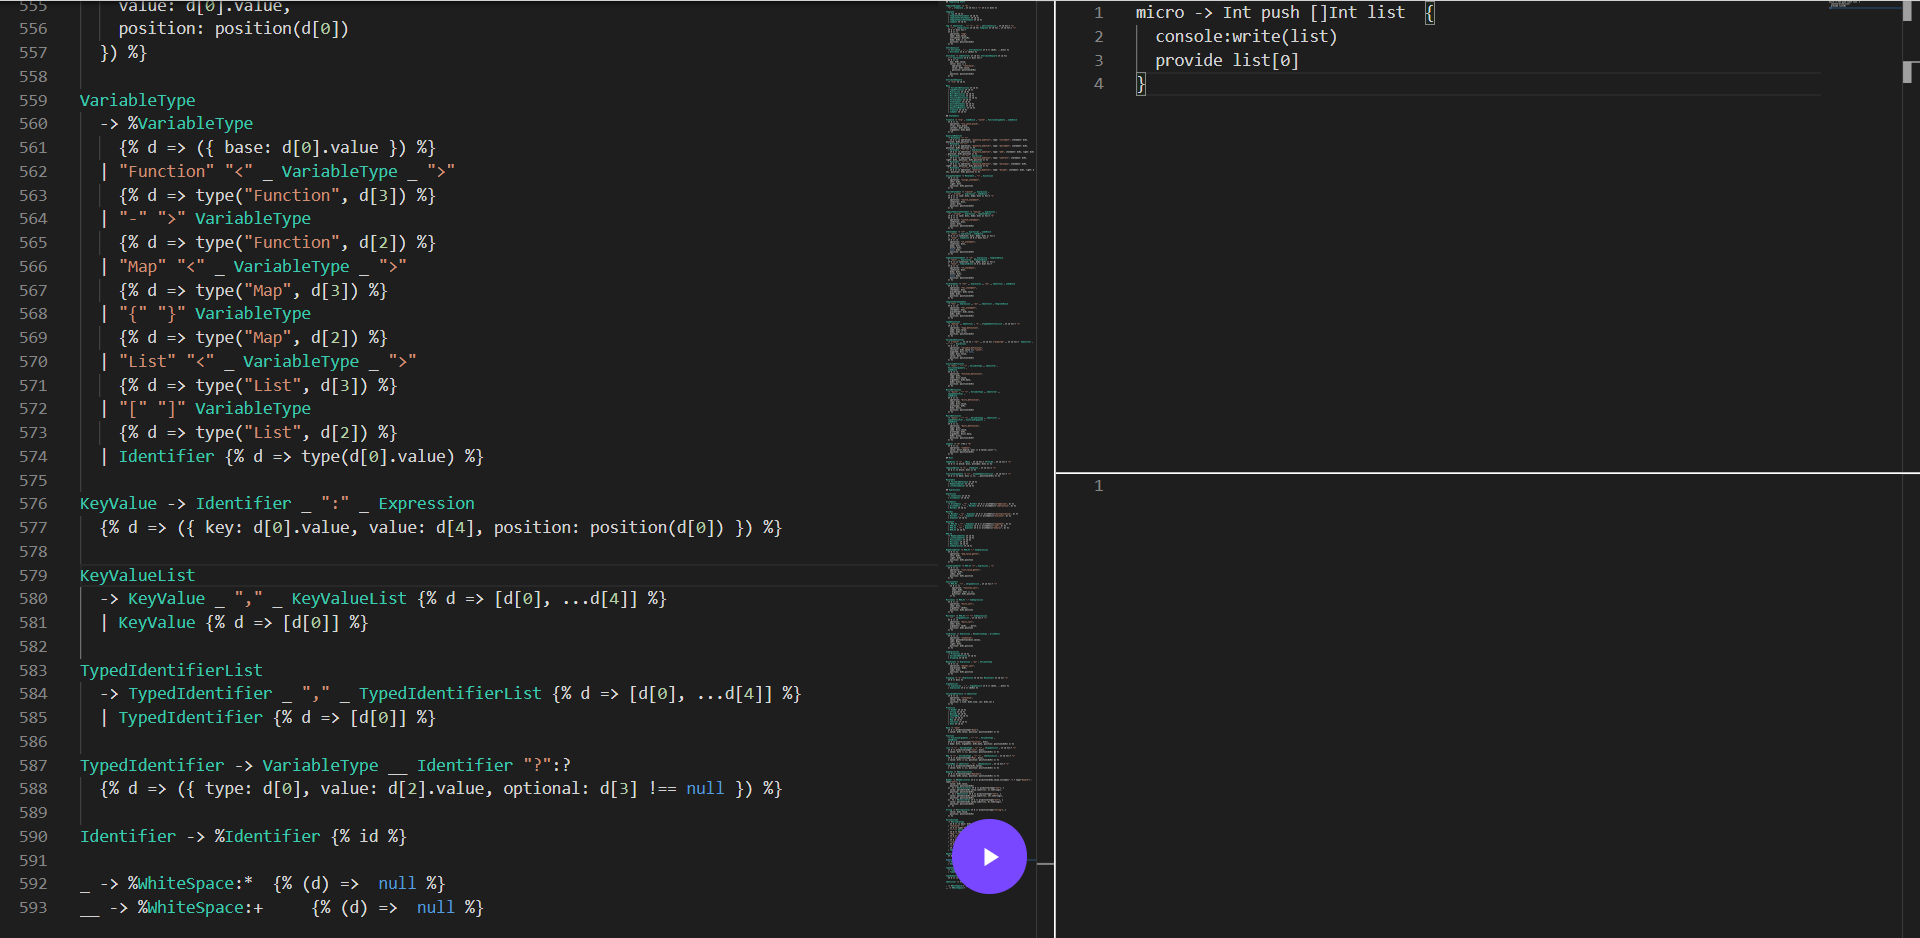 555 value: d[0].value,
556 position: position(d[0])
557 }) %}
558
559 VariableType
560 -> %VariableType
561 {% d => ({ base: d[0].value }) %}
562 | "Function" "<" _ VariableType _ ">"
563 {% d => type("Function", d[3]) %}
564 | "-" ">" VariableType
565 {% d => type("Function", d[2]) %}
566 | "Map" "<" _ VariableType _ ">"
567 {% d => type("Map", d[3]) %}
568 | "{" "}" VariableType
569 {% d => type("Map", d[2]) %}
570 | "List" "<" _ VariableType _ ">"
571 {% d => type("List", d[3]) %}
572 | "[" "]" VariableType
573 {% d => type("List", d[2]) %}
574 | Identifier {% d => type(d[0].value) %}
575
576 KeyValue -> Identifier _ ":" _ Expression
577 {% d => ({ key: d[0].value, value: d[4], position: position(d[0]) }) %}
578
579 KeyValueList
580 -> KeyValue _ "," _ KeyValueList {% d => [d[0], ...d[4]] %}
581 | KeyValue {% d => [d[0]] %}
582
583 TypedIdentifierList
584 -> TypedIdentifier _ "," _ TypedIdentifierList {% d => [d[0], ...d[4]] %}
585 | TypedIdentifier {% d => [d[0]] %}
586
587 TypedIdentifier -> VariableType __ Identifier "?":?
588 {% d => ({ type: d[0], value: d[2].value, optional: d[3] !== null }) %}
589
590 Identifier -> %Identifier {% id %}
591
592 _ -> %WhiteSpace:*  {% (d) =>  null %}
593 __ -> %WhiteSpace:+     {% (d) =>  null %}
1 micro -> Int push []Int list  {
2 console:write(list)
3 provide list[0]
4 }
1